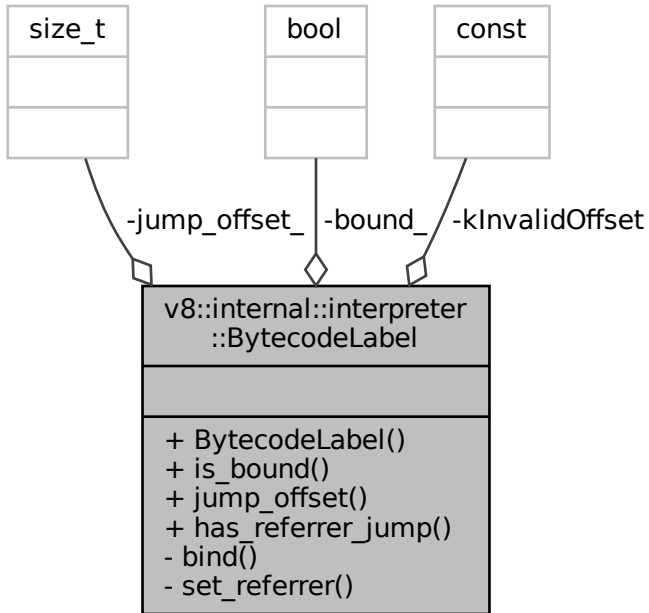 size_t
bool
const
-jump_offset_
-bound_
-kInvalidOffset
v8::internal::interpreter
::BytecodeLabel
+ BytecodeLabel()
+ is_bound()
+ jump_offset()
+ has_referrer_jump()
- bind()
- set_referrer()